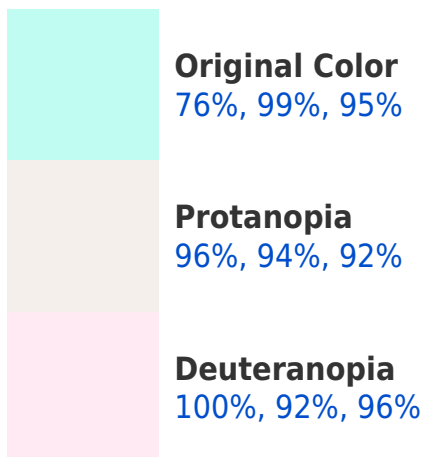 Original Color
76%, 99%, 95%
Protanopia
96%, 94%, 92%
Deuteranopia
100%, 92%, 96%